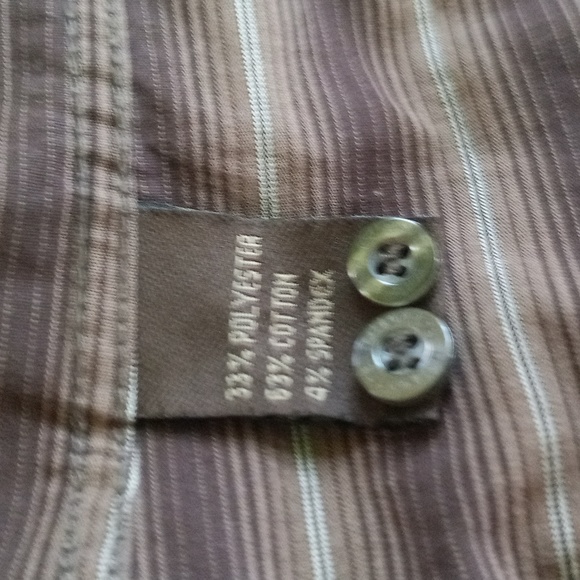 33% POLYESTER
63% COTTON
4% SPANDEX